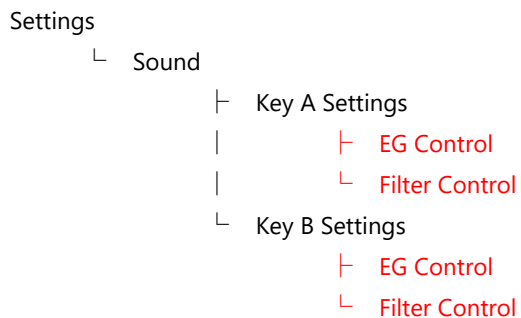 Settings
└ Sound
├ Key A Settings
│ ├ EG Control
│ └ Filter Control
└ Key B Settings
├ EG Control
└ Filter Control